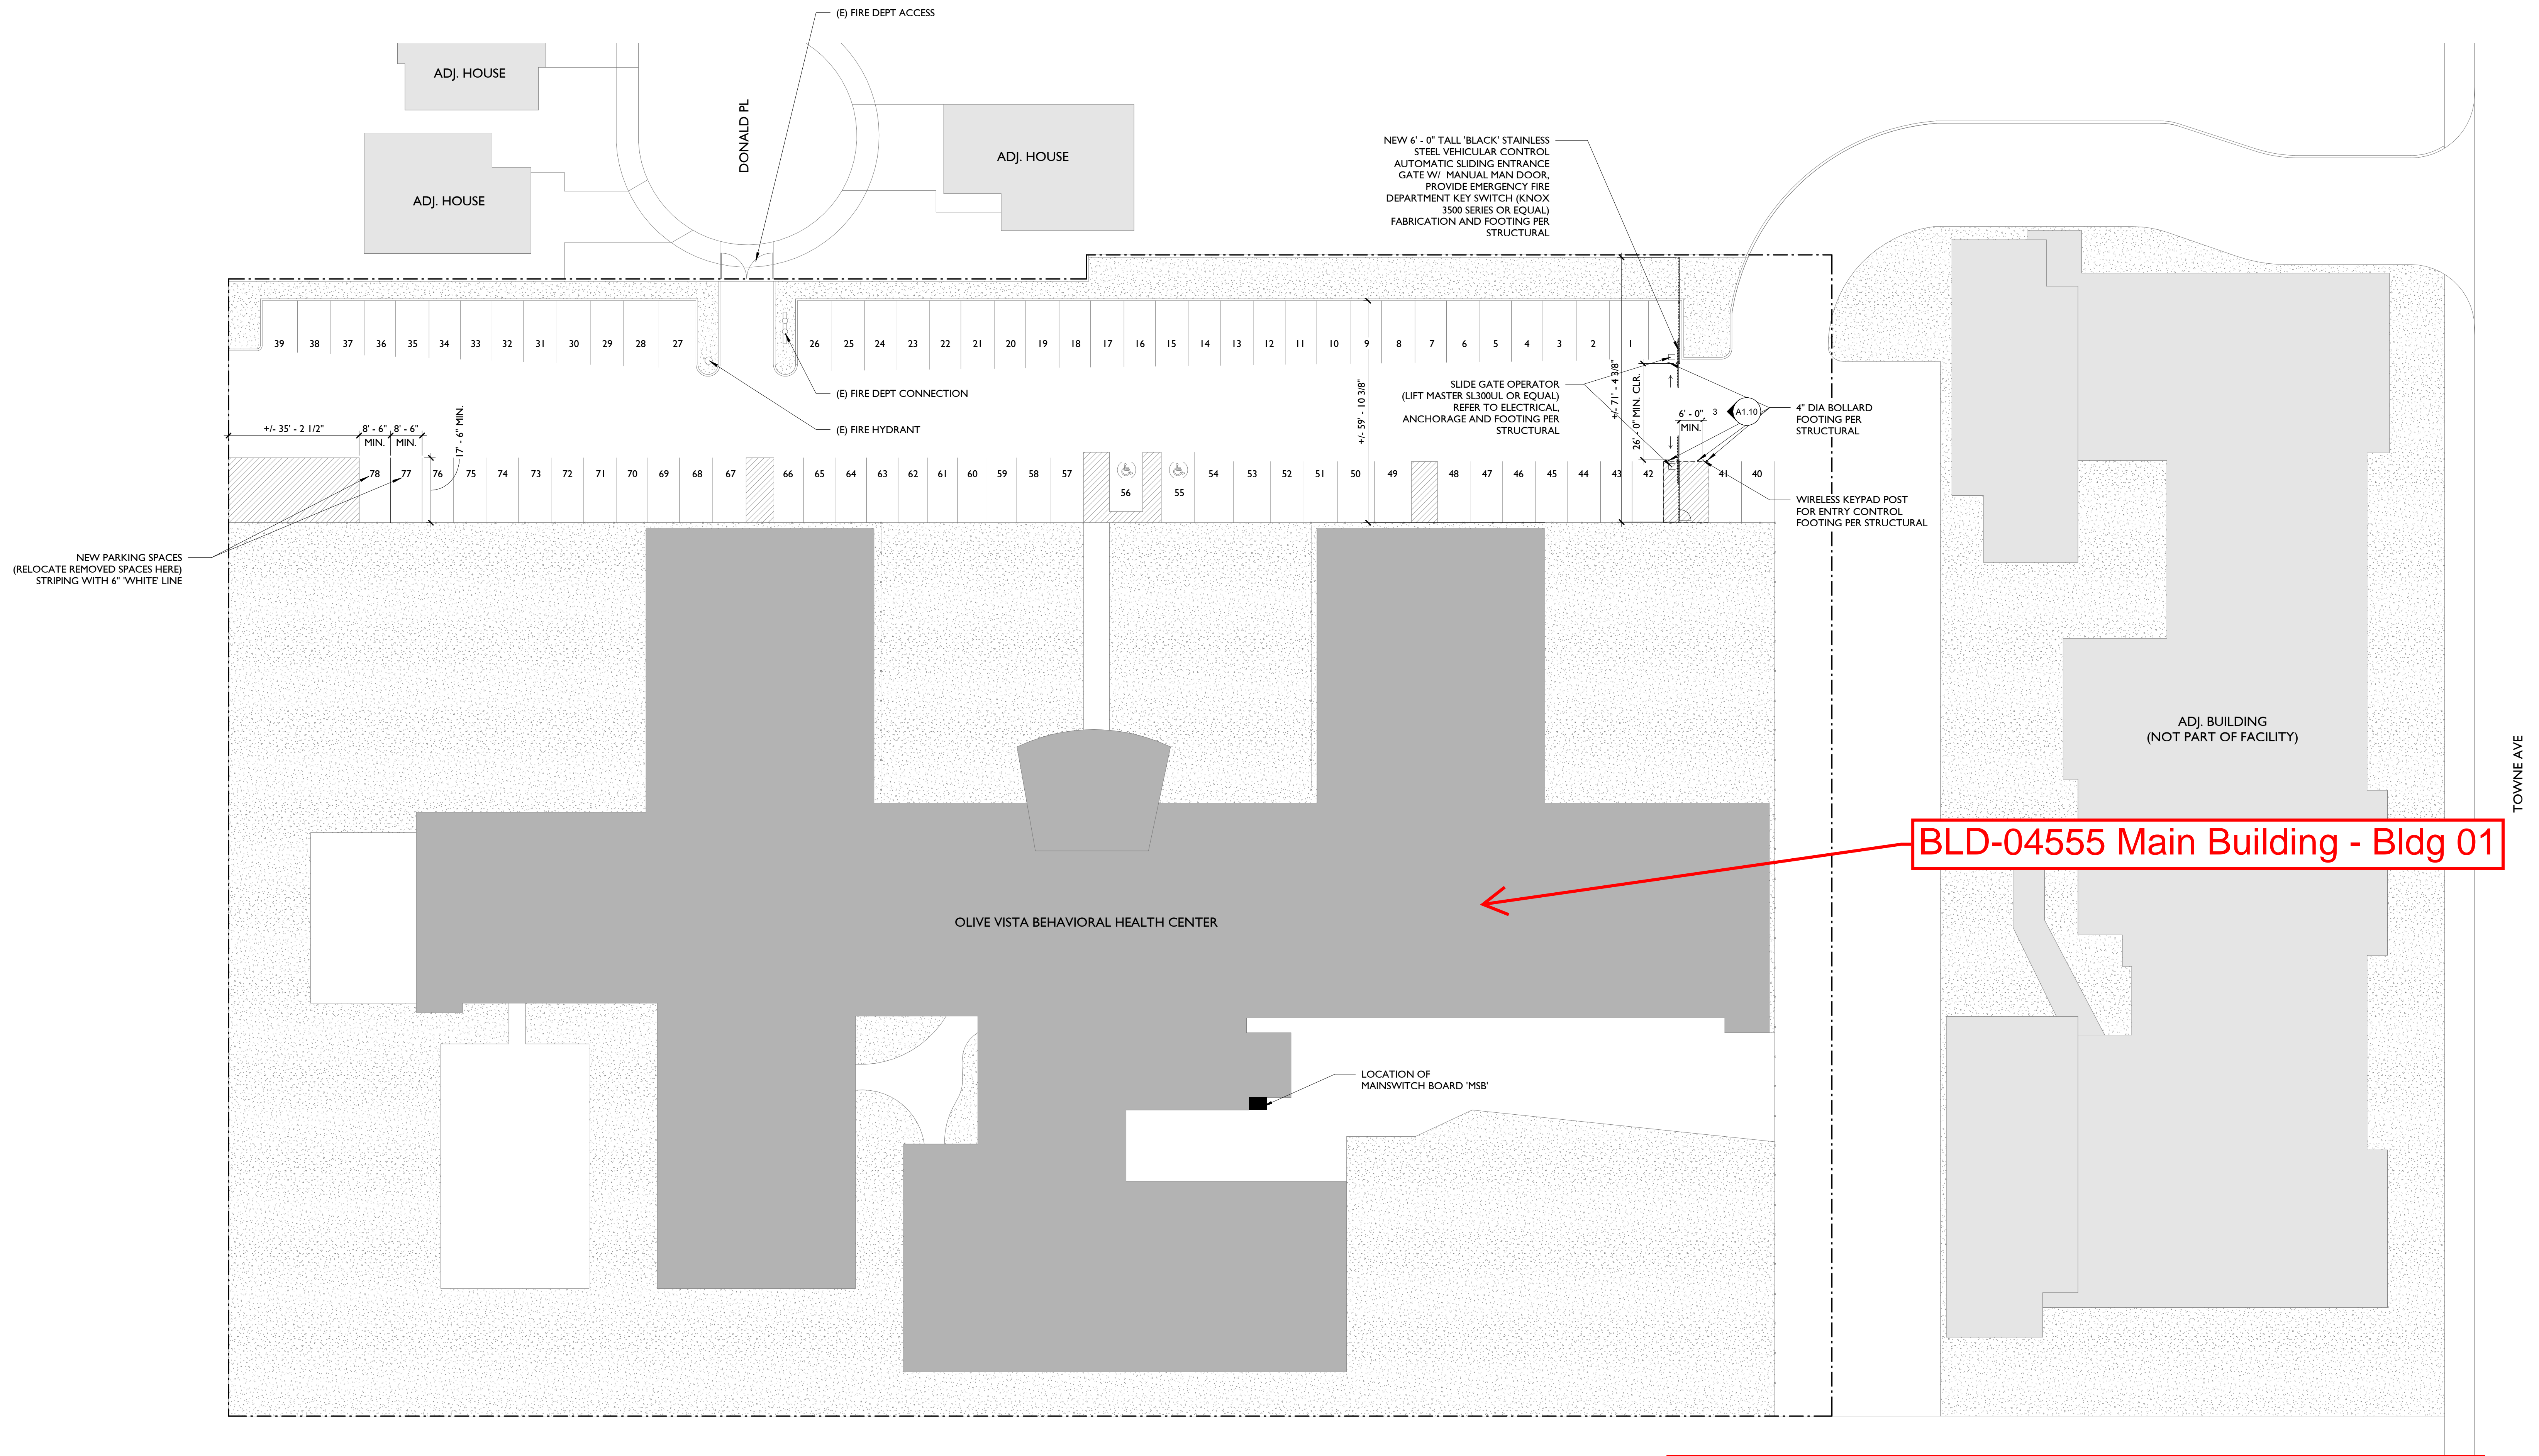 (E) FIRE DEPT ACCESS
ADJ. HOUSE
DONALD PL
ADJ. HOUSE
ADJ. HOUSE
NEW 6' - 0" TALL 'BLACK' STAINLESS
STEEL VEHICULAR CONTROL
AUTOMATIC SLIDING ENTRANCE
GATE W/ MANUAL MAN DOOR,
PROVIDE EMERGENCY FIRE
DEPARTMENT KEY SWITCH (KNOX
3500 SERIES OR EQUAL)
FABRICATION AND FOOTING PER
STRUCTURAL
39 38 37 36 35 34 33 32 31 30 29 28 27 26 25 24 23 22 21 20 19 18 17 16 15 14 13 12 11 10 9 8 7 6 5 4 3 2 1
(E) FIRE DEPT CONNECTION
(E) FIRE HYDRANT
+/- 59' - 10 3/8"
SLIDE GATE OPERATOR
(LIFT MASTER SL300UL OR EQUAL)
REFER TO ELECTRICAL,
ANCHORAGE AND FOOTING PER
STRUCTURAL
+/- 71' - 4 3/8"
26' - 0" MIN. CLR.
6' - 0"
MIN.
3
A1.10
4" DIA BOLLARD
FOOTING PER
STRUCTURAL
+/- 35' - 2 1/2"
8' - 6"
MIN.
8' - 6"
MIN.
17' - 6" MIN.
78 77 76 75 74 73 72 71 70 69 68 67 66 65 64 63 62 61 60 59 58 57 56 55 54 53 52 51 50 49 48 47 46 45 44 43 42 41 40
WIRELESS KEYPAD POST
FOR ENTRY CONTROL
FOOTING PER STRUCTURAL
NEW PARKING SPACES
(RELOCATE REMOVED SPACES HERE)
STRIPING WITH 6" 'WHITE' LINE
ADJ. BUILDING
(NOT PART OF FACILITY)
TOWNE AVE
BLD-04555 Main Building - Bldg 01
OLIVE VISTA BEHAVIORAL HEALTH CENTER
LOCATION OF
MAINSWITCH BOARD 'MSB'